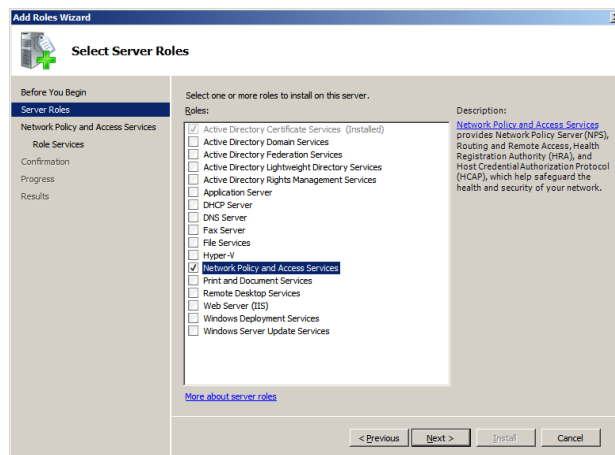 Add Roles Wizard
Select Server Roles
Before You Begin
Server Roles
Network Policy and Access Services
Role Services
Confirmation
Progress
Results
Select one or more roles to install on this server.
Roles:
Active Directory Certificate Services (Installed)
Active Directory Domain Services
Active Directory Federation Services
Active Directory Lightweight Directory Services
Active Directory Rights Management Services
Application Server
DHCP Server
DNS Server
Fax Server
File Services
Hyper-V
Network Policy and Access Services
Print and Document Services
Remote Desktop Services
Web Server (IIS)
Windows Deployment Services
Windows Server Update Services
More about server roles
Description:
Network Policy and Access Services
provides Network Policy Server (NPS),
Routing and Remote Access, Health
Registration Authority (HRA), and
Host Credential Authorization Protocol
(HCAP), which help safeguard the
health and security of your network.
< Previous
Next >
Install
Cancel